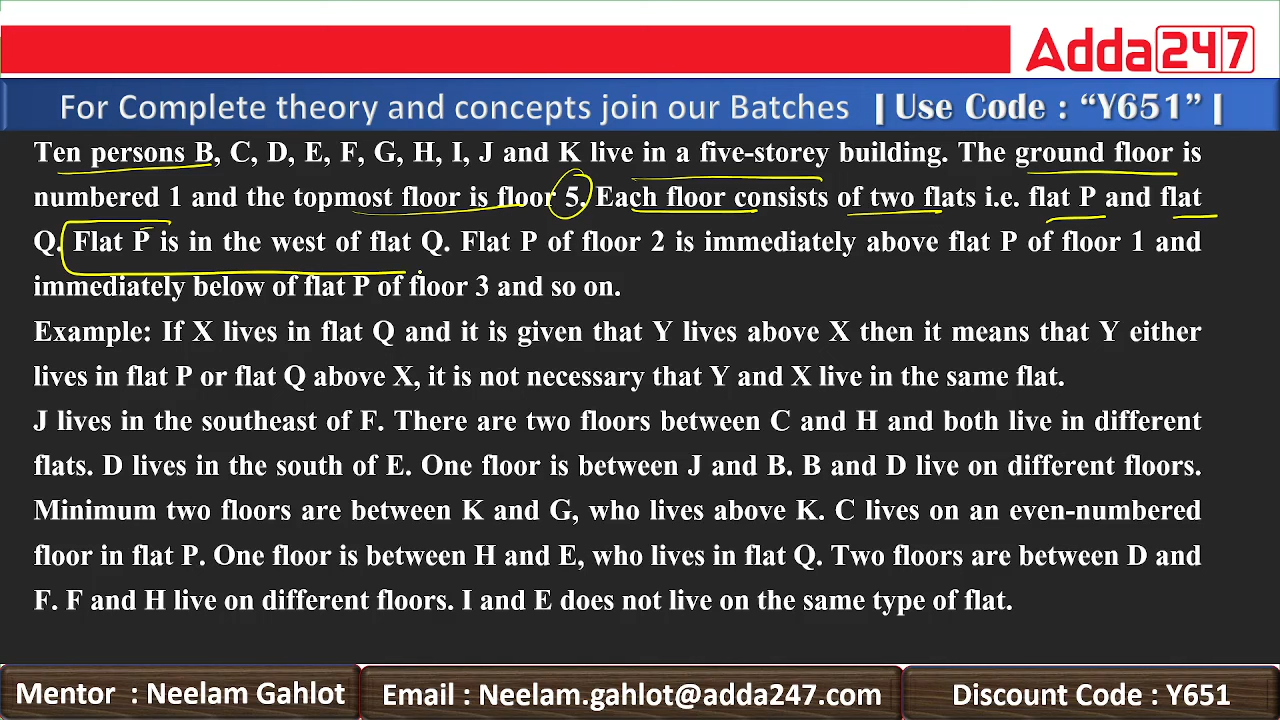 Adda247
For Complete theory and concepts join our Batches | Use Code : “Y651” |
Ten persons B, C, D, E, F, G, H, I, J and K live in a five-storey building. The ground floor is
numbered 1 and the topmost floor is floor 5. Each floor consists of two flats i.e. flat P and flat
Q. Flat P is in the west of flat Q. Flat P of floor 2 is immediately above flat P of floor 1 and
immediately below of flat P of floor 3 and so on.
Example: If X lives in flat Q and it is given that Y lives above X then it means that Y either
lives in flat P or flat Q above X, it is not necessary that Y and X live in the same flat.
J lives in the southeast of F. There are two floors between C and H and both live in different
flats. D lives in the south of E. One floor is between J and B. B and D live on different floors.
Minimum two floors are between K and G, who lives above K. C lives on an even-numbered
floor in flat P. One floor is between H and E, who lives in flat Q. Two floors are between D and
F. F and H live on different floors. I and E does not live on the same type of flat.
Mentor : Neelam Gahlot Email : Neelam.gahlot@adda247.com Discount Code : Y651